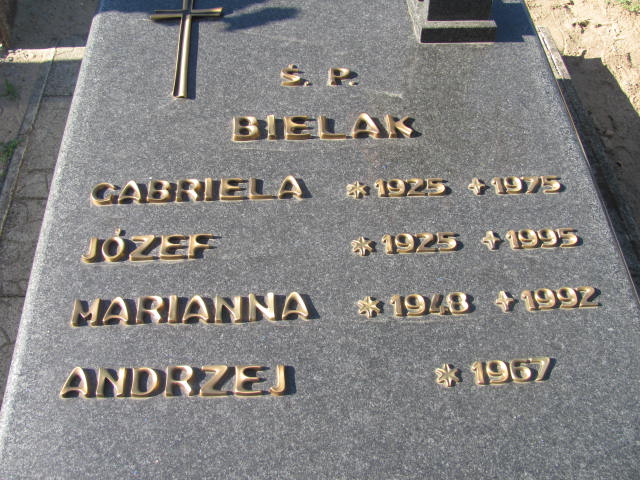 Ś. P.
BIELAK
GABRIELA *1925 +1975
JÓZEF *1925 +1995
MARIANNA *1948 +1992
ANDRZEJ *1967